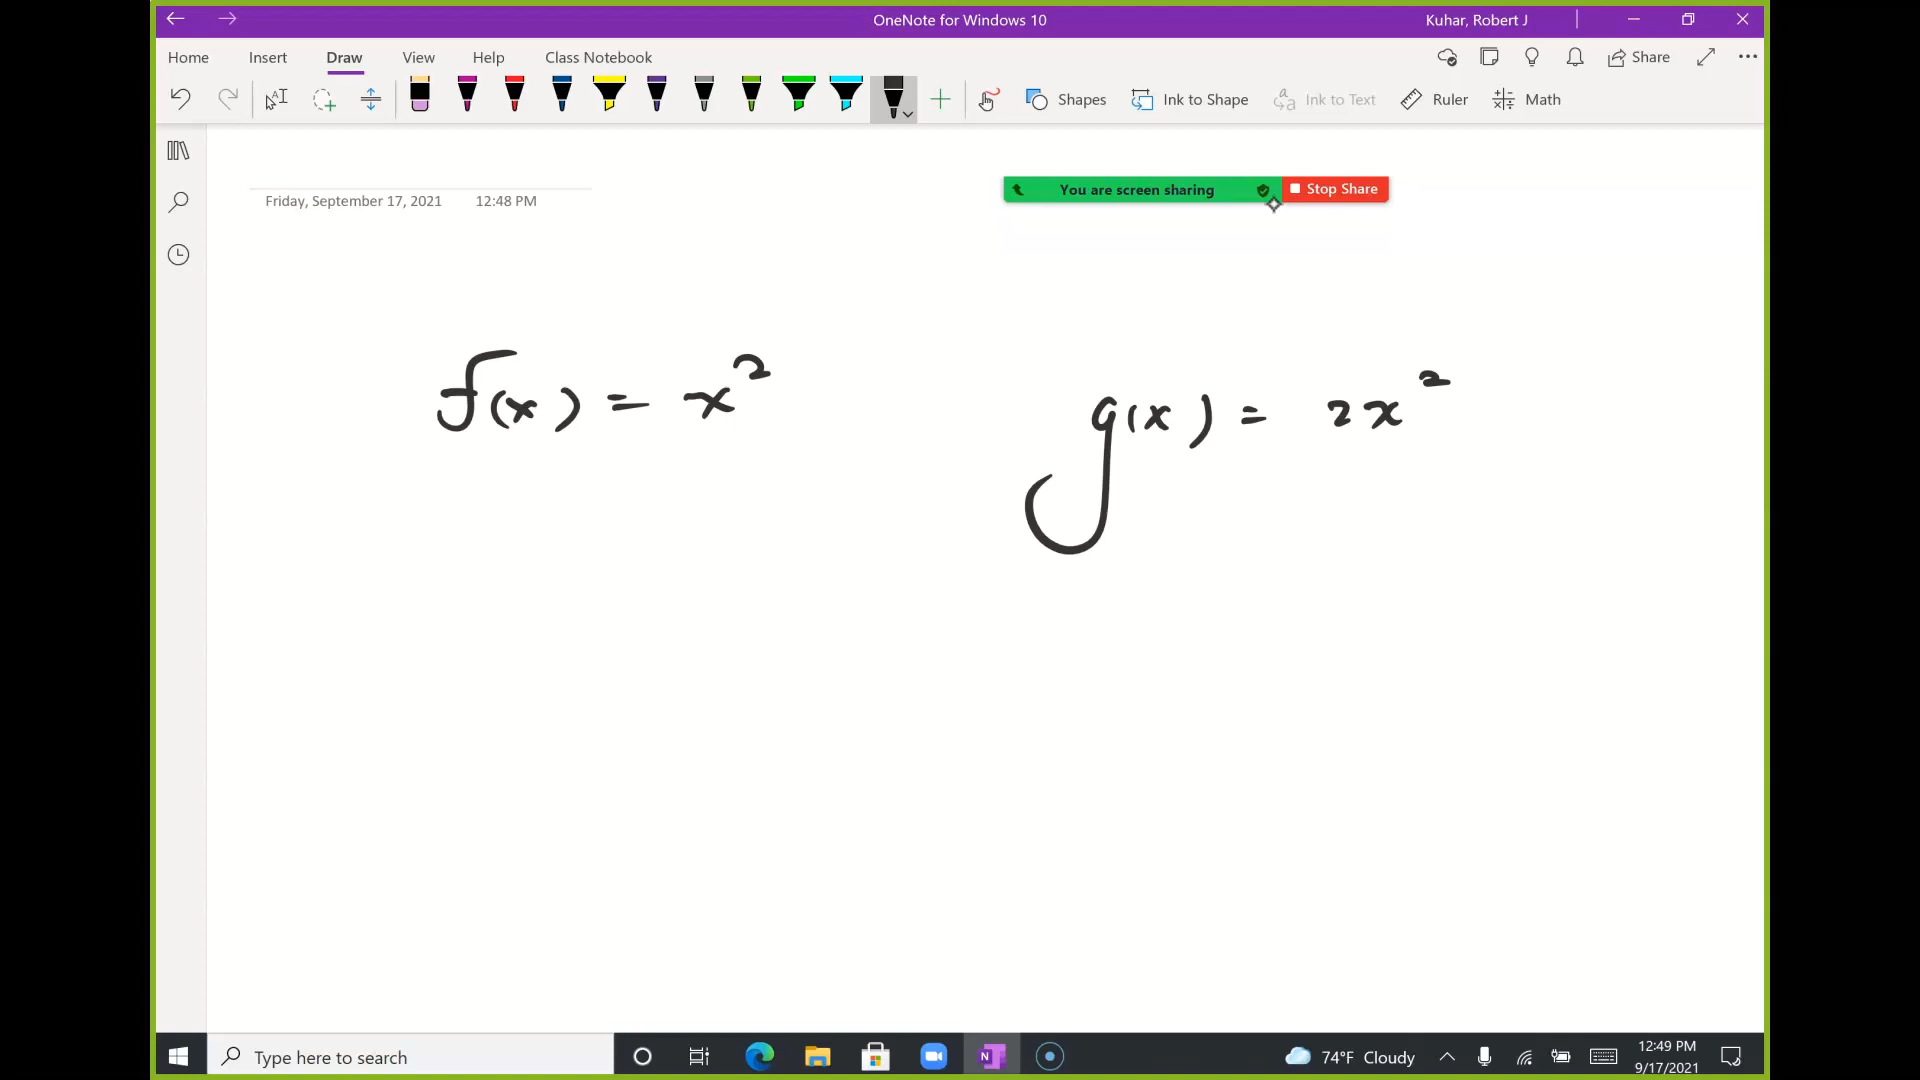 OneNote for Windows 10
Kuhar, Robert J
Home Insert Draw View Help Class Notebook
Share
Shapes Ink to Shape Ink to Text Ruler Math
You are screen sharing Stop Share
Friday, September 17, 2021 12:48 PM
f(x) = x²
g(x) = 2x²
Type here to search
74°F Cloudy
12:49 PM
9/17/2021